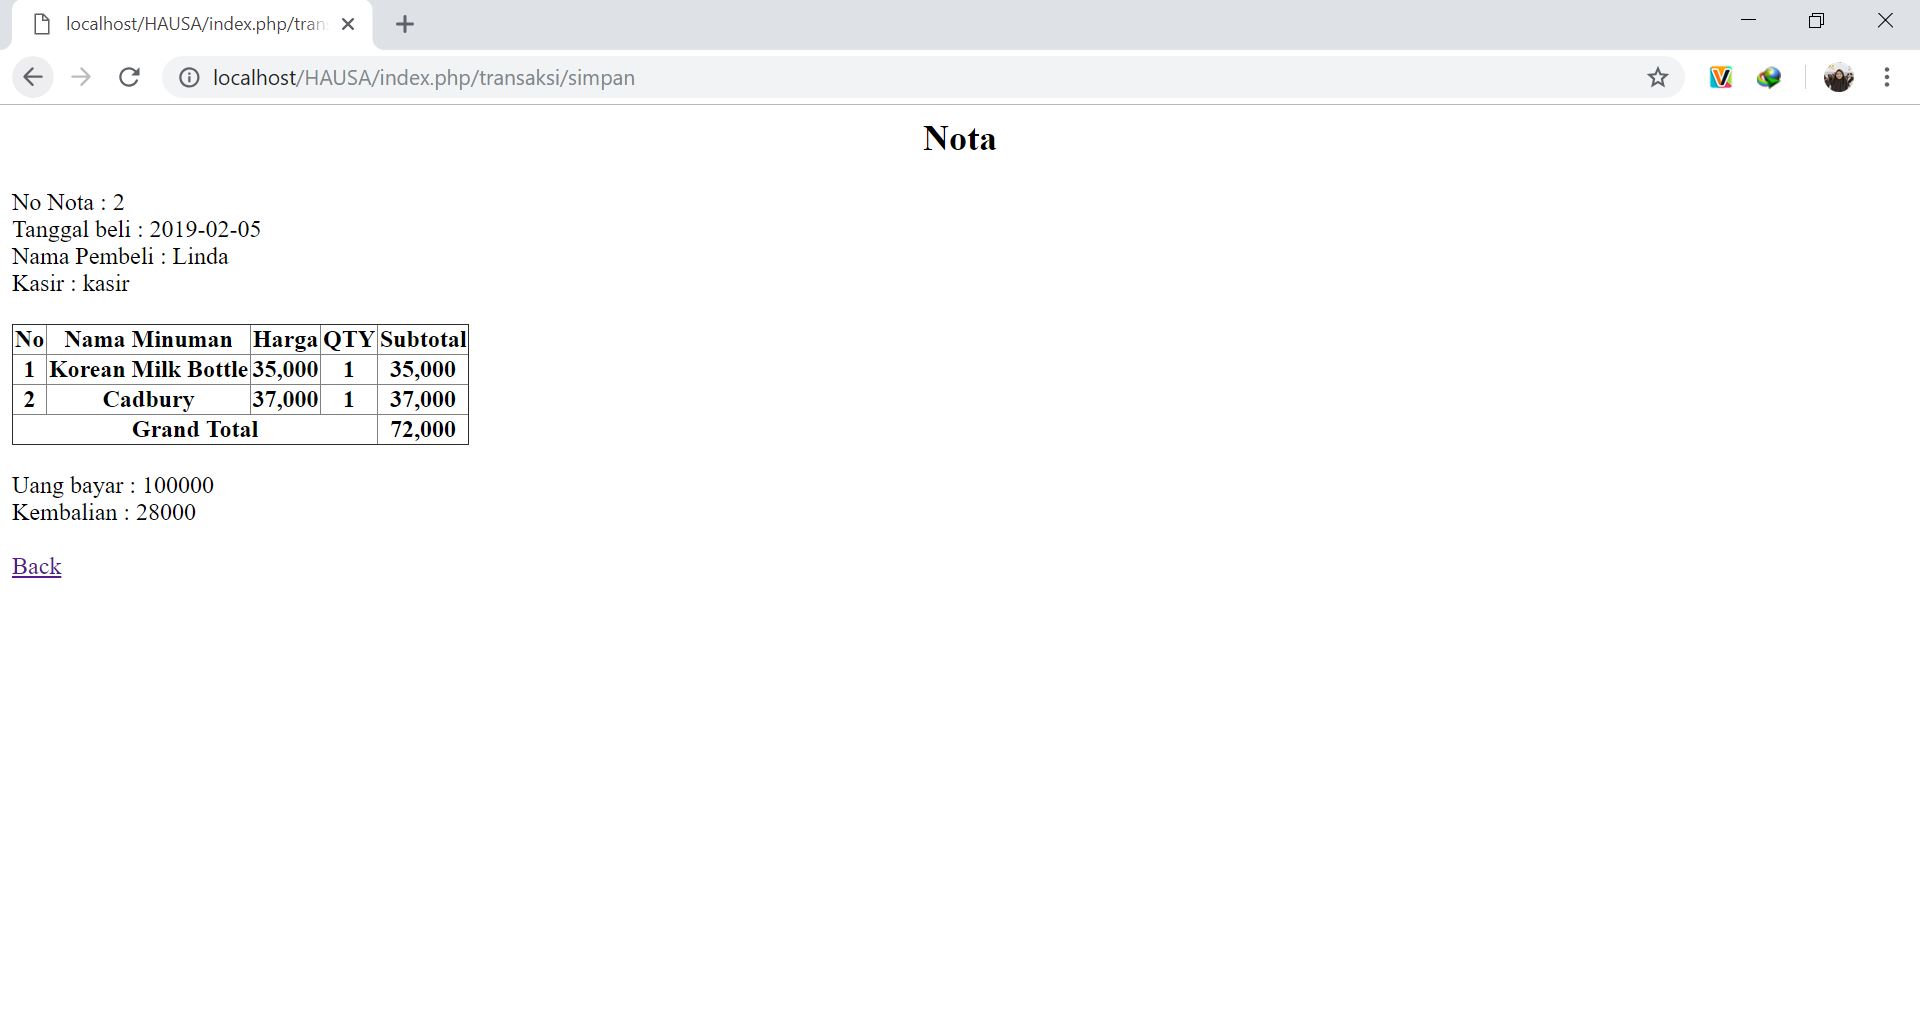 localhost/HAUSA/index.php/tran
localhost/HAUSA/index.php/transaksi/simpan
Nota
No Nota : 2
Tanggal beli : 2019-02-05
Nama Pembeli : Linda
Kasir : kasir
No Nama Minuman Harga QTY Subtotal
1 Korean Milk Bottle 35,000 1 35,000
2 Cadbury 37,000 1 37,000
Grand Total 72,000
Uang bayar : 100000
Kembalian : 28000
Back